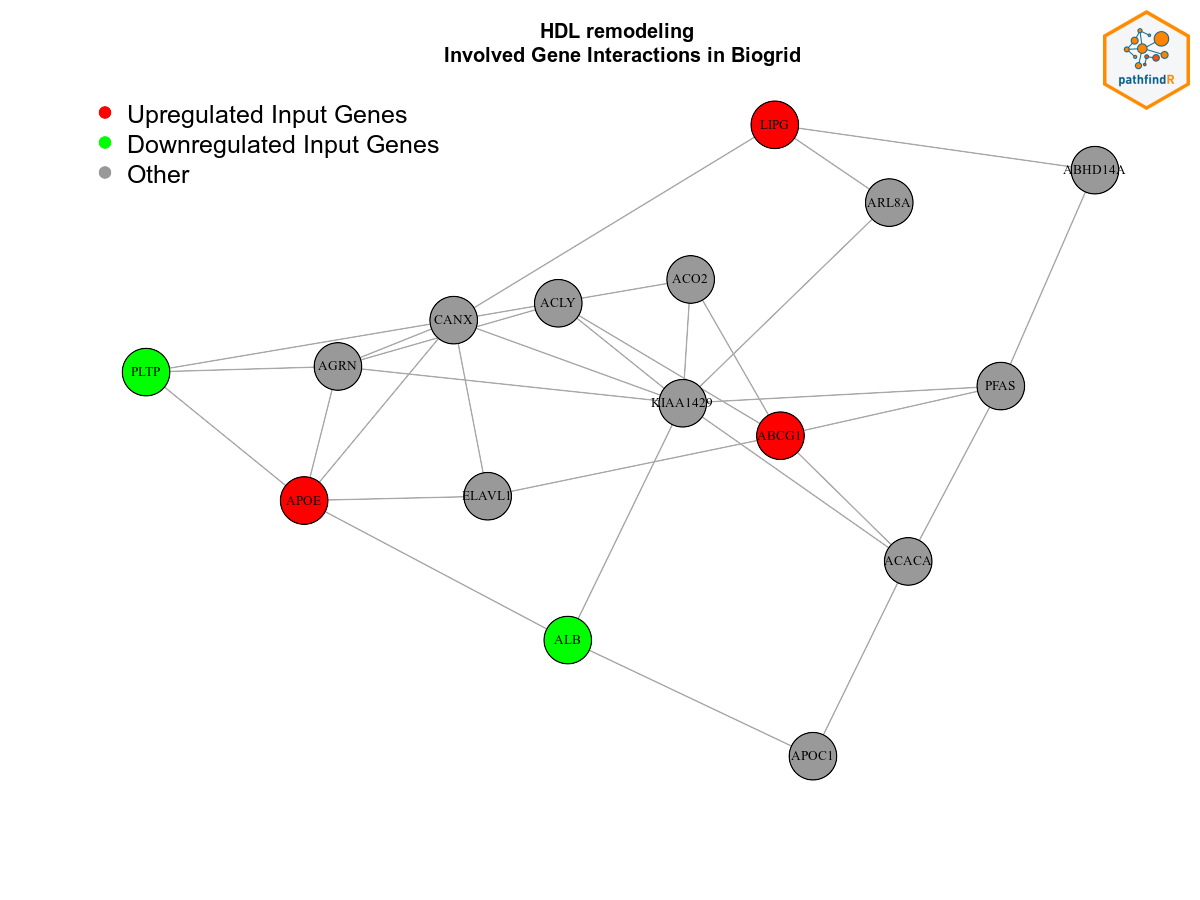 HDL remodeling
Involved Gene Interactions in Biogrid
pathfindR
Upregulated Input Genes
Downregulated Input Genes
Other
LIPG
ABHD14A
ARL8A
ACO2
ACLY
CANX
AGRN
PLTP
KIAA1429
PFAS
ABCG1
ELAVL1
APOE
ACACA
ALB
APOC1